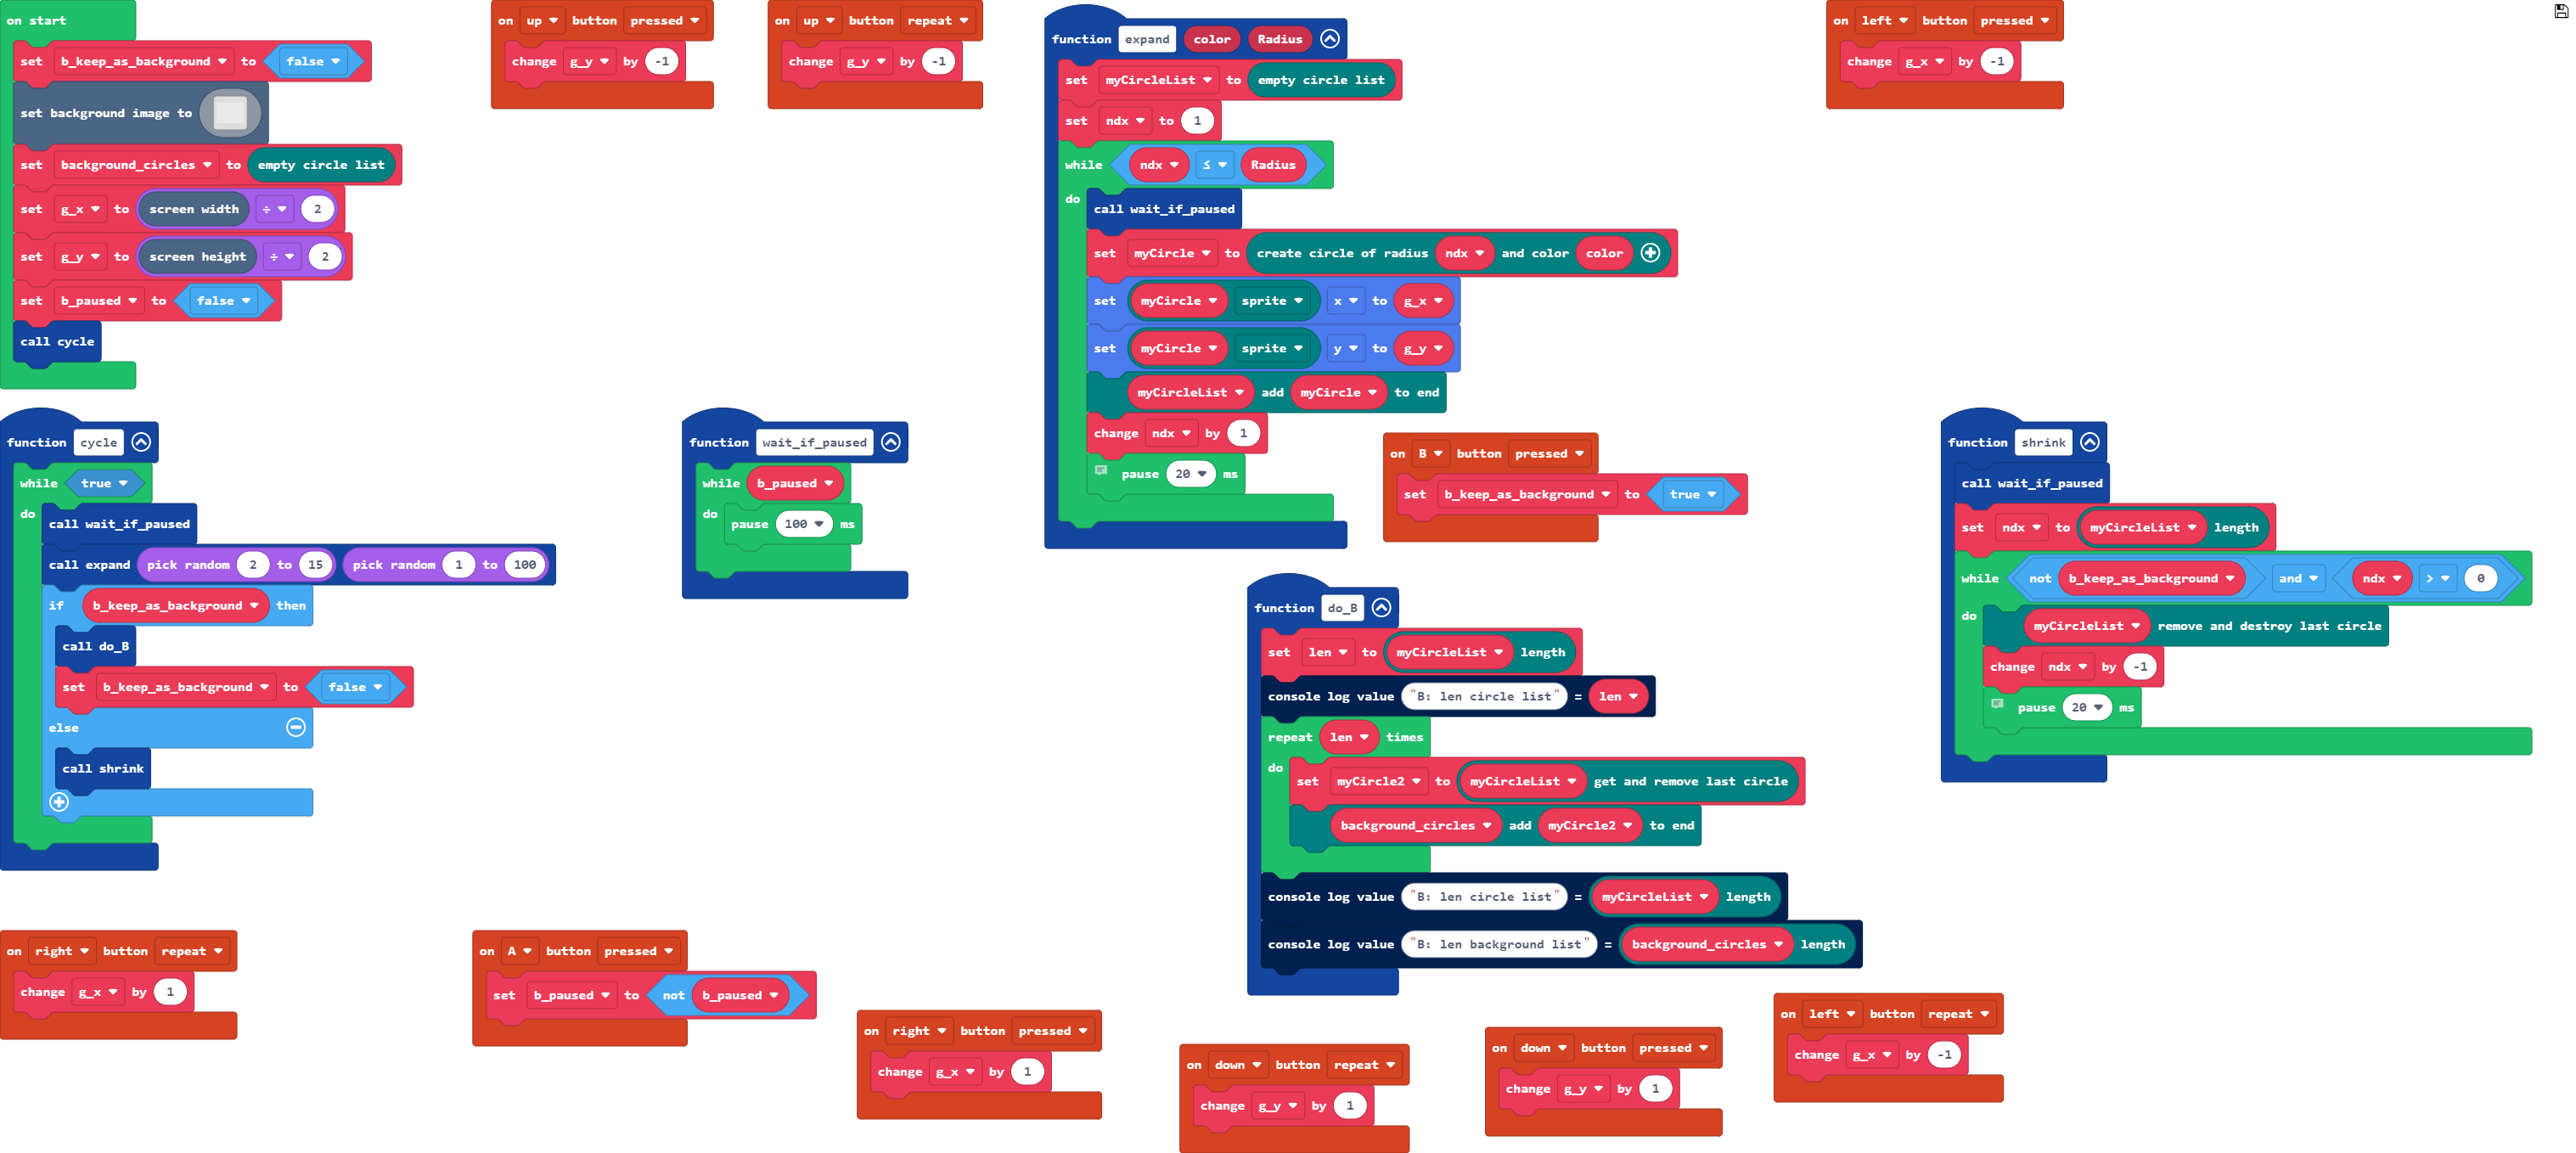 on start
set b_keep_as_background to false
set background image to
set background_circles to empty circle list
set g_x to screen width ÷ 2
set g_y to screen height ÷ 2
set b_paused to false
call cycle
on up button pressed
change g_y by -1
on up button repeat
change g_y by -1
function expand color Radius
set myCircleList to empty circle list
set ndx to 1
while ndx ≤ Radius
do
call wait_if_paused
set myCircle to create circle of radius ndx and color color
set myCircle sprite x to g_x
set myCircle sprite y to g_y
myCircleList add myCircle to end
change ndx by 1
pause 20 ms
on left button pressed
change g_x by -1
function cycle
while true
do
call wait_if_paused
call expand pick random 2 to 15 pick random 1 to 100
if b_keep_as_background then
call do_B
set b_keep_as_background to false
else
call shrink
function wait_if_paused
while b_paused
do pause 100 ms
on B button pressed
set b_keep_as_background to true
function shrink
call wait_if_paused
set ndx to myCircleList length
while not b_keep_as_background and ndx > 0
do
myCircleList remove and destroy last circle
change ndx by -1
pause 20 ms
function do_B
set len to myCircleList length
console log value "B: len circle list" = len
repeat len times
do
set myCircle2 to myCircleList get and remove last circle
background_circles add myCircle2 to end
console log value "B: len circle list" = myCircleList length
console log value "B: len background list" = background_circles length
on right button repeat
change g_x by 1
on A button pressed
set b_paused to not b_paused
on right button pressed
change g_x by 1
on down button repeat
change g_y by 1
on down button pressed
change g_y by 1
on left button repeat
change g_x by -1